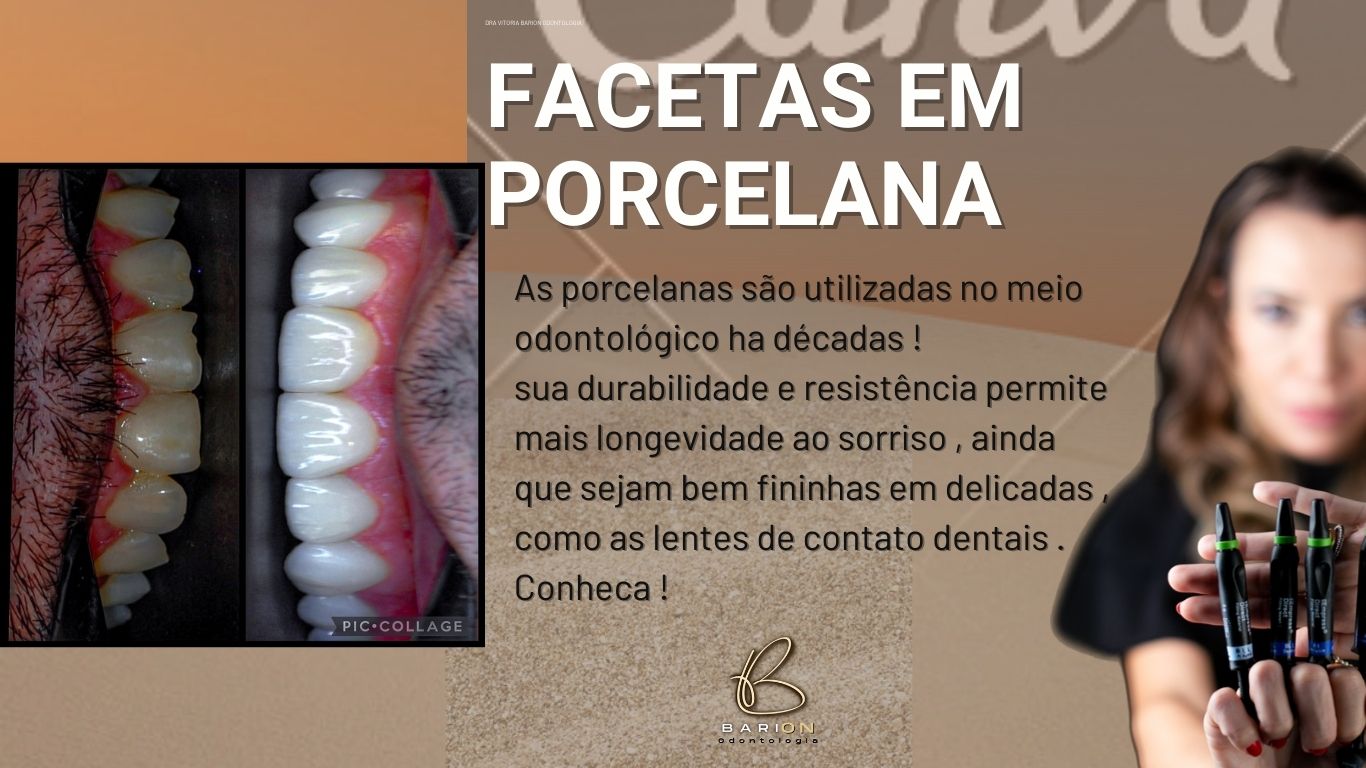 DRA VITORIA BARION ODONTOLOGIA
Canva
FACETAS EM
PORCELANA
As porcelanas são utilizadas no meio
odontológico ha décadas !
sua durabilidade e resistência permite
mais longevidade ao sorriso , ainda
que sejam bem fininhas em delicadas ,
como as lentes de contato dentais .
Conheca !
PIC•COLLAGE
B
BARION
odontologia